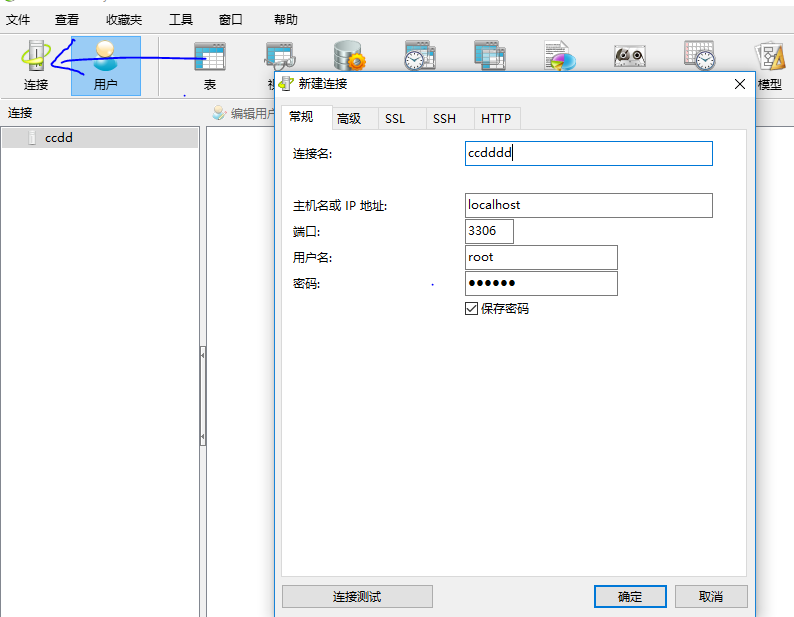 文件 查看 收藏夹 工具 窗口 帮助
连接 用户 表 模型
新建连接
连接 编辑用户
ccdd
常规 高级 SSL SSH HTTP
连接名: ccdddd
主机名或 IP 地址: localhost
端口: 3306
用户名: root
密码: ●●●●●●
保存密码
连接测试 确定 取消